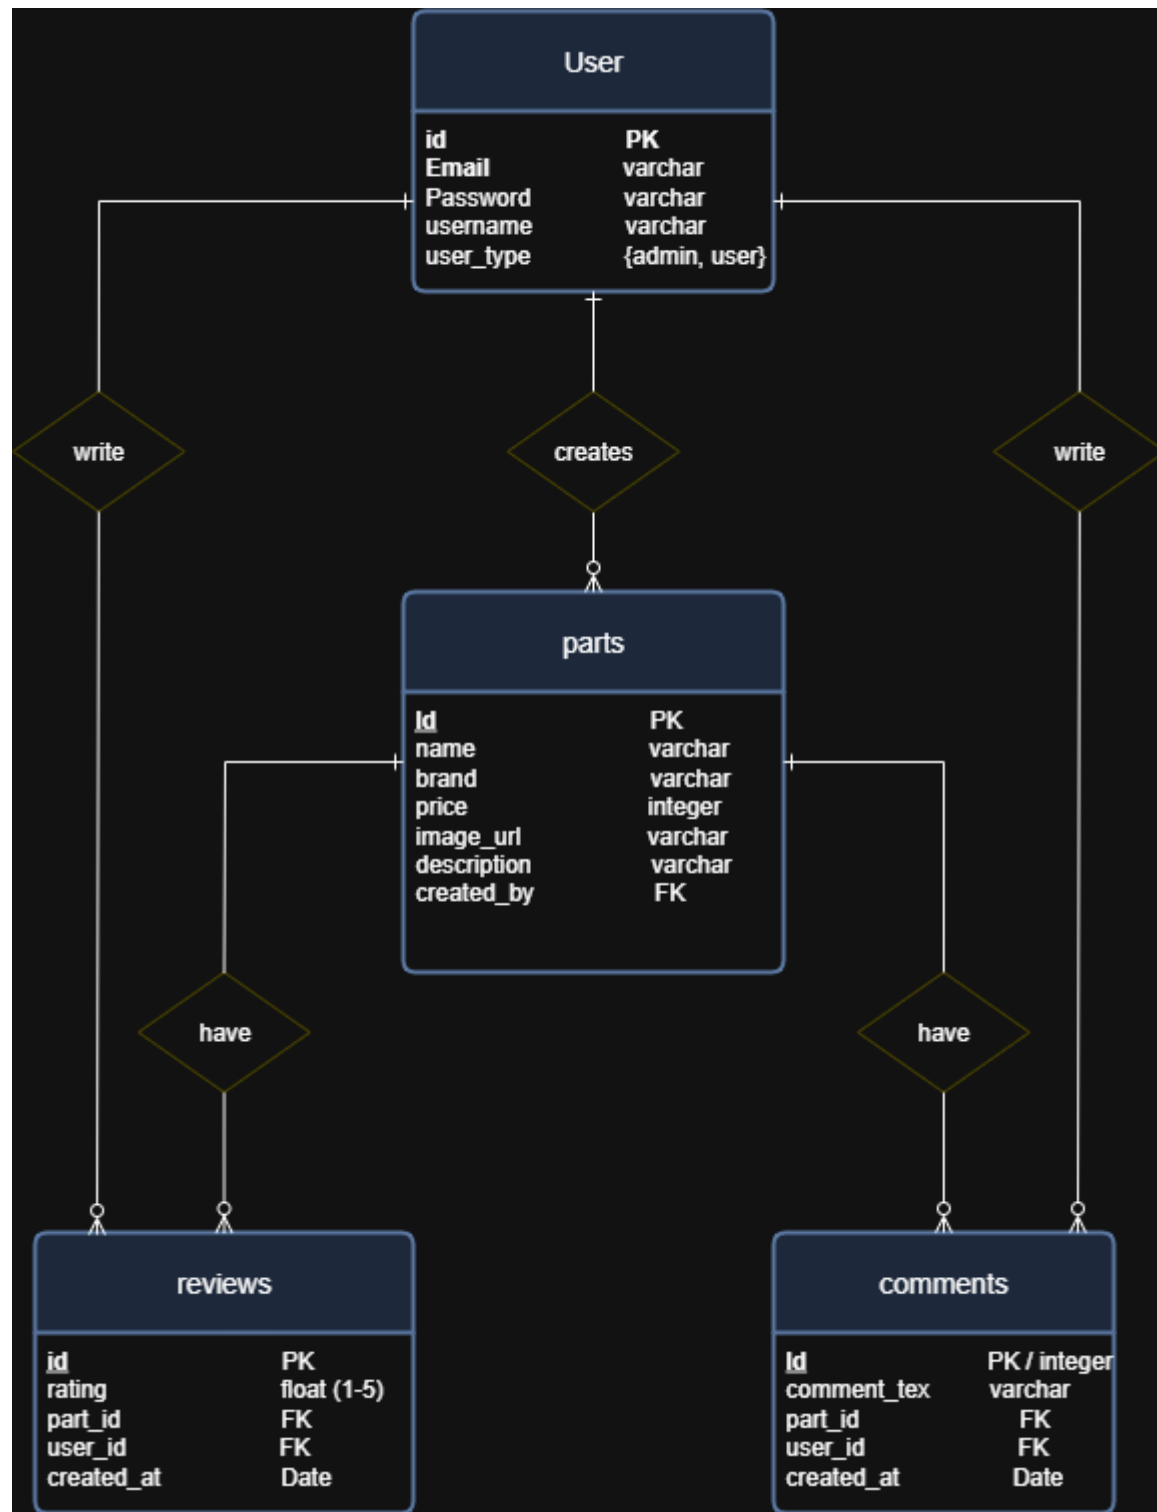 User
id PK
Email varchar
Password varchar
username varchar
user_type {admin, user}
write
creates
write
parts
Id PK
name varchar
brand varchar
price integer
image_url varchar
description varchar
created_by FK
have
have
reviews
id PK
rating float (1-5)
part_id FK
user_id FK
created_at Date
comments
Id PK / integer
comment_tex varchar
part_id FK
user_id FK
created_at Date